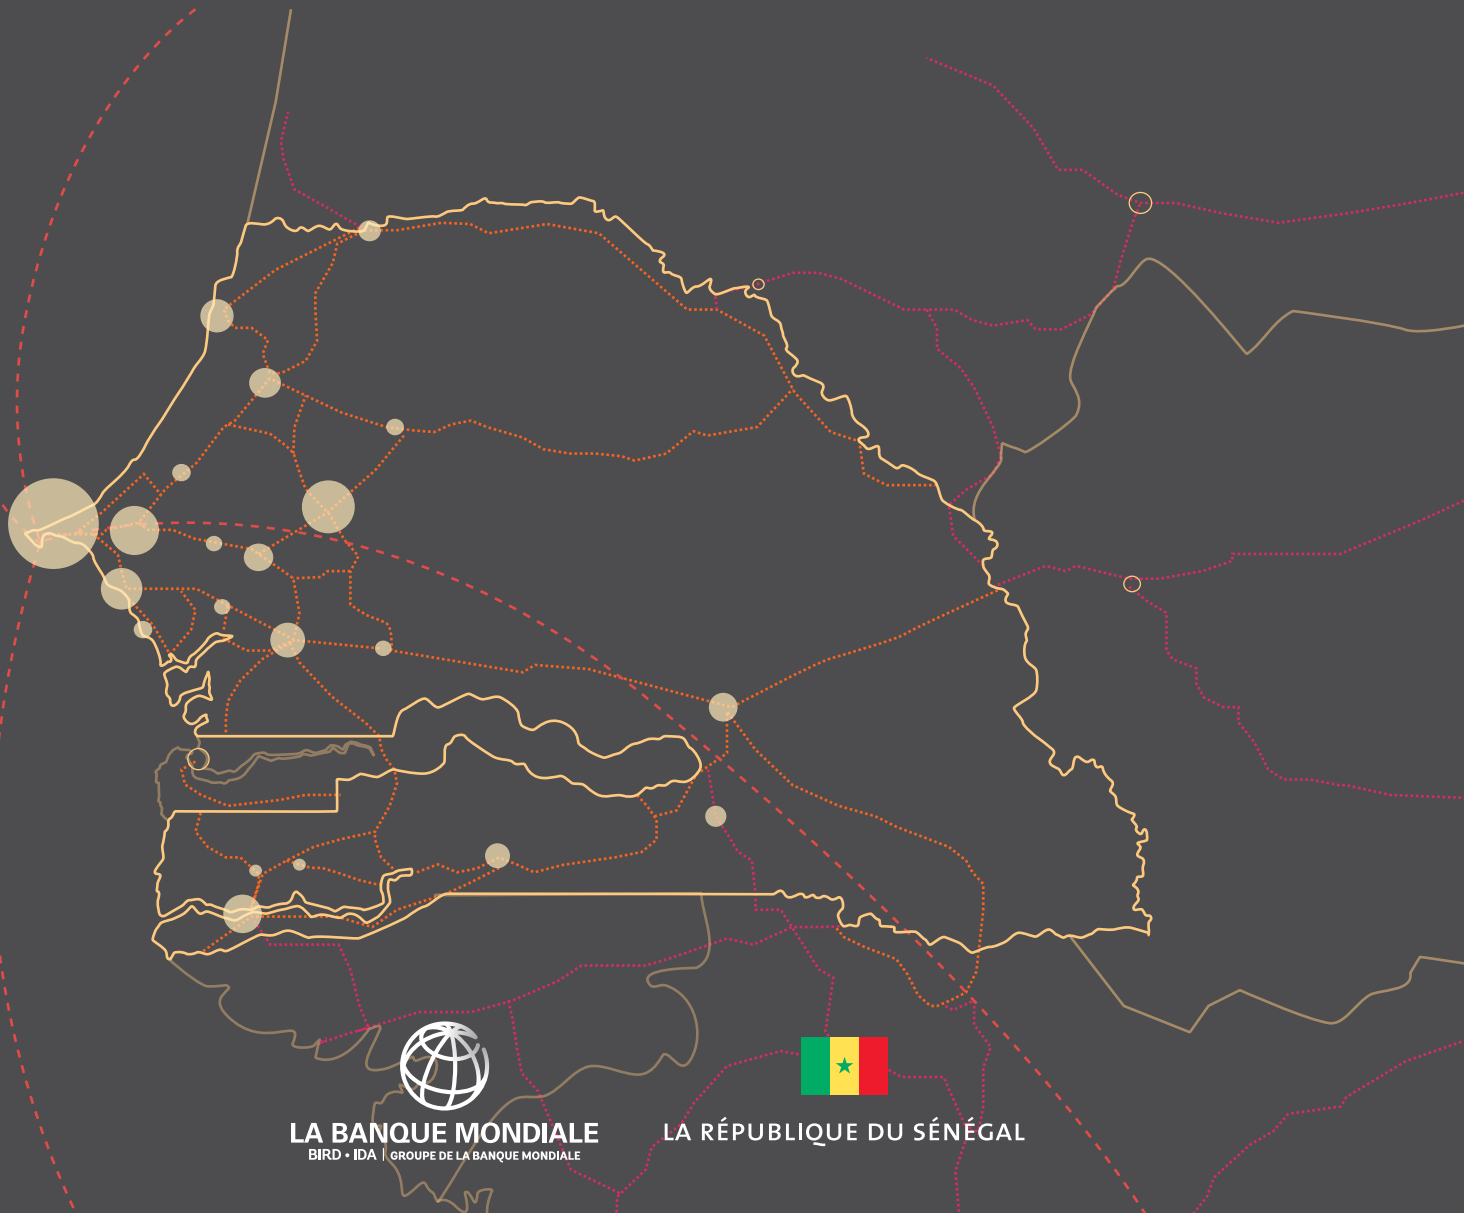 LA BANQUE MONDIALE
BIRD • IDA | GROUPE DE LA BANQUE MONDIALE
LA RÉPUBLIQUE DU SÉNÉGAL